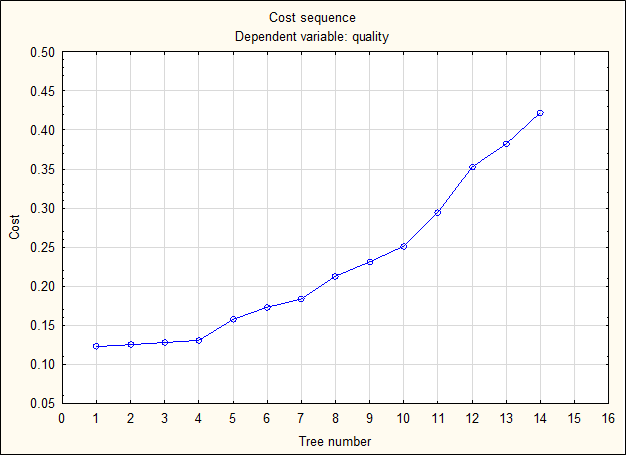 Cost sequence
Dependent variable: quality
0.50
0.45
0.40
0.35
0.30
0.25
0.20
0.15
0.10
0.05
Cost
0 1 2 3 4 5 6 7 8 9 10 11 12 13 14 15 16
Tree number